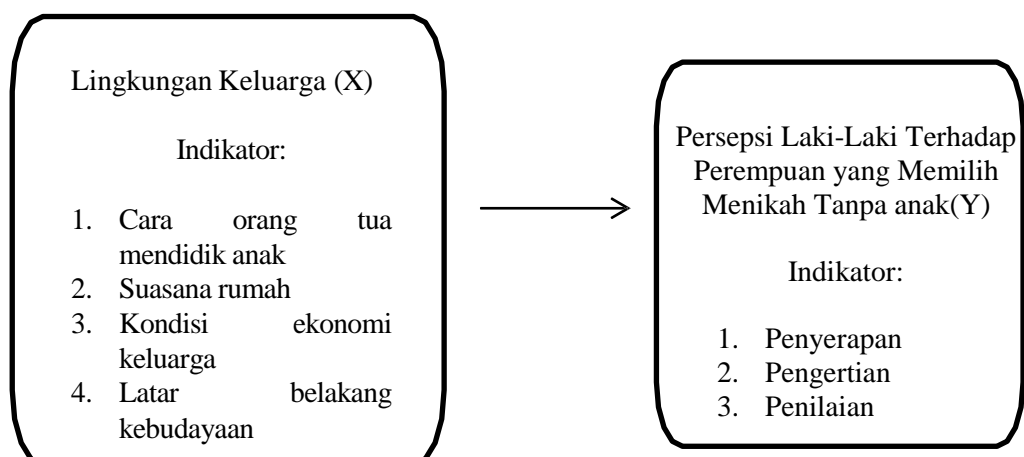 Lingkungan Keluarga (X)
Indikator:
1. Cara orang tua
mendidik anak
2. Suasana rumah
3. Kondisi ekonomi
keluarga
4. Latar belakang
kebudayaan
Persepsi Laki-Laki Terhadap
Perempuan yang Memilih
Menikah Tanpa anak(Y)
Indikator:
1. Penyerapan
2. Pengertian
3. Penilaian